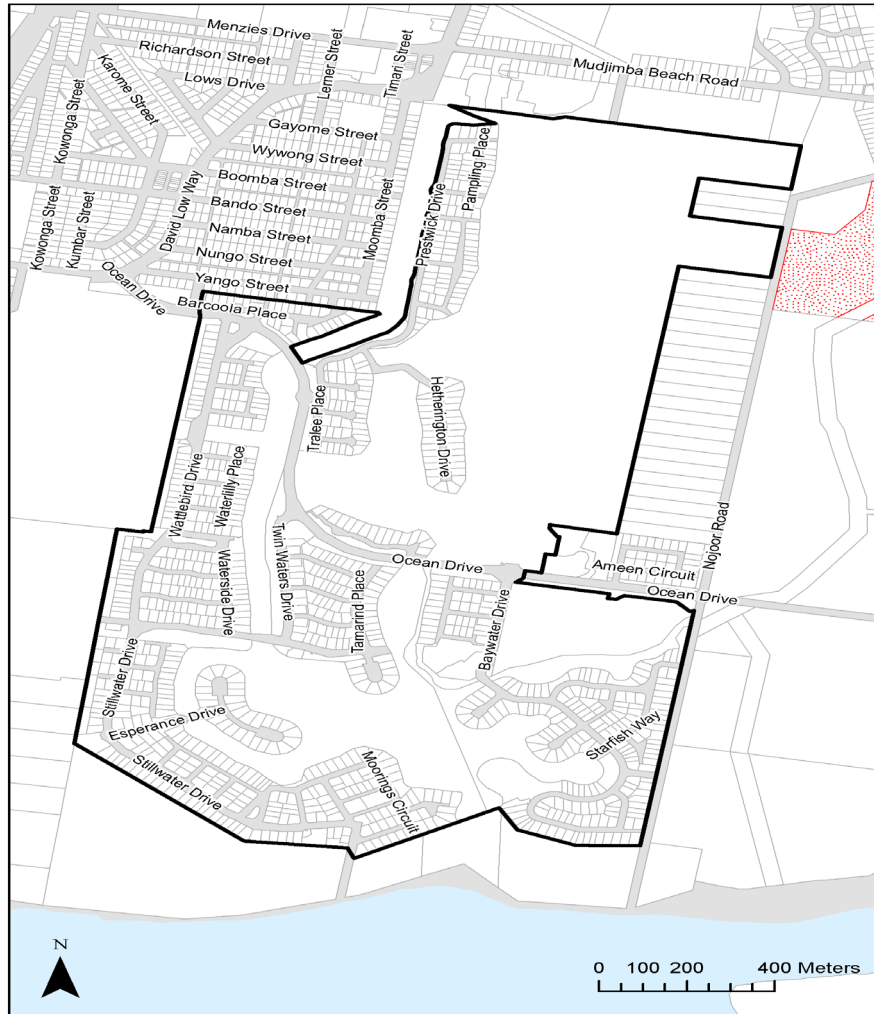 Menzies Drive
Richardson Street
Lows Drive
Lerner Street
Timari Street
Mudjimba Beach Road
Karome Street
Kowonga Street
Gayome Street
Wywong Street
Boomba Street
Bando Street
Namba Street
Nungo Street
Yango Street
Barcoola Place
David Low Way
Kumbar Street
Kowonga Street
Ocean Drive
Moomba Street
Prestwick Drive
Pampling Place
Tralee Place
Hetherington Drive
Wattlebird Drive
Waterlilly Place
Waterside Drive
Twin Waters Drive
Ocean Drive
Tamarind Place
Baywater Drive
Ameen Circuit
Ocean Drive
Nojoor Road
Stillwater Drive
Esperance Drive
Stillwater Drive
Moorings Circuit
Starfish Way
N
0 100 200 400 Meters